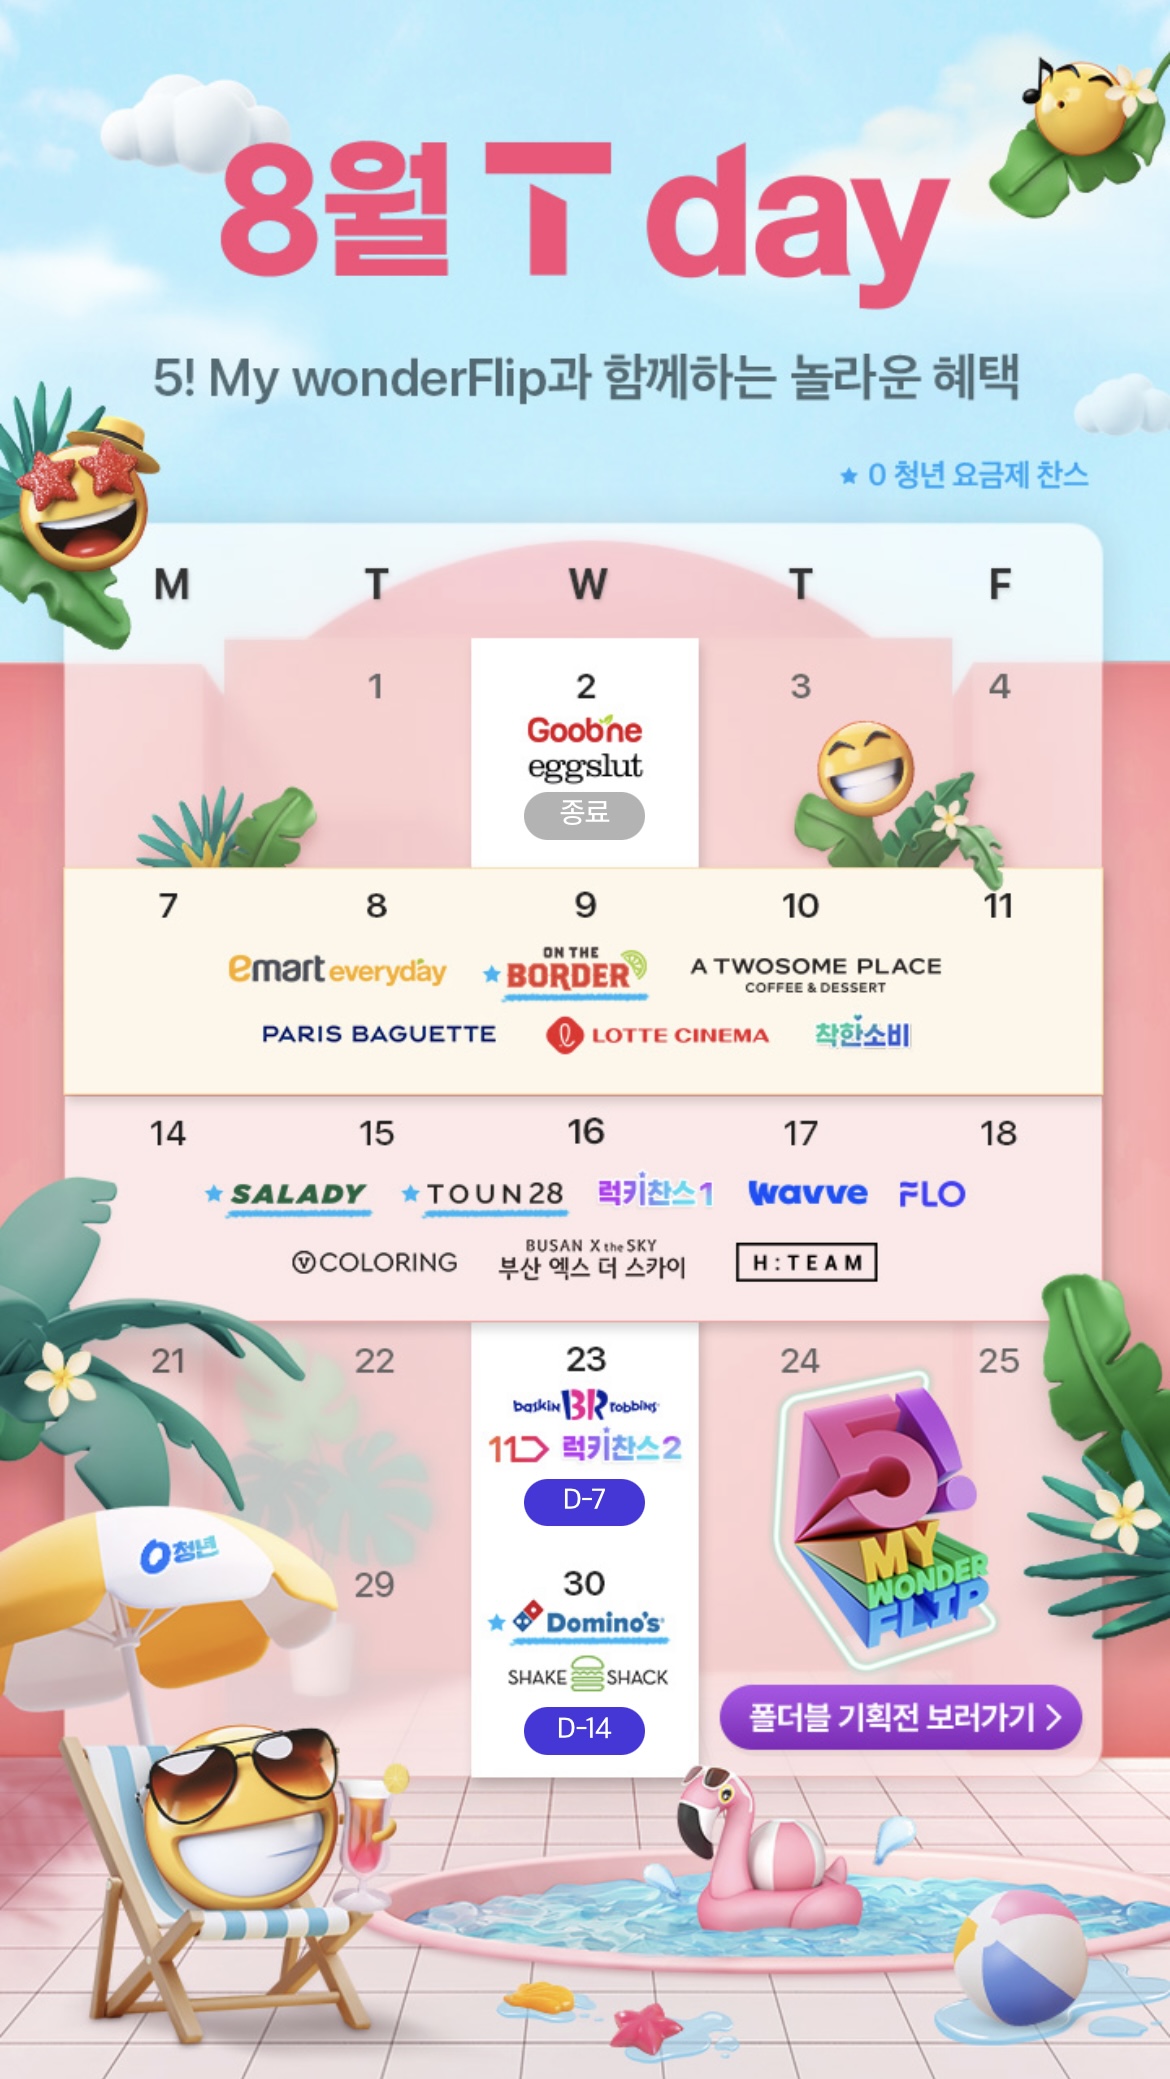 8월 T day
5! My wonderFlip과 함께하는 놀라운 혜택
★ 0 청년 요금제 찬스
M T W T F
1 2 3 4
Goobne
eggslut
종료
7 8 9 10 11
emart everyday ★ ON THE BORDER A TWOSOME PLACE COFFEE & DESSERT
PARIS BAGUETTE LOTTE CINEMA 착한소비
14 15 16 17 18
★ SALADY ★ TOUN28 럭키찬스1 wavve FLO
COLORING BUSAN X the SKY 부산 엑스 더 스카이 H:TEAM
21 22 23 24 25
baskin BR robbins
11 럭키찬스2
D-7
5!
MY
WONDER
FLIP
0 청년
29 30
★ Domino's
SHAKE SHACK
D-14
폴더블 기획전 보러가기 >